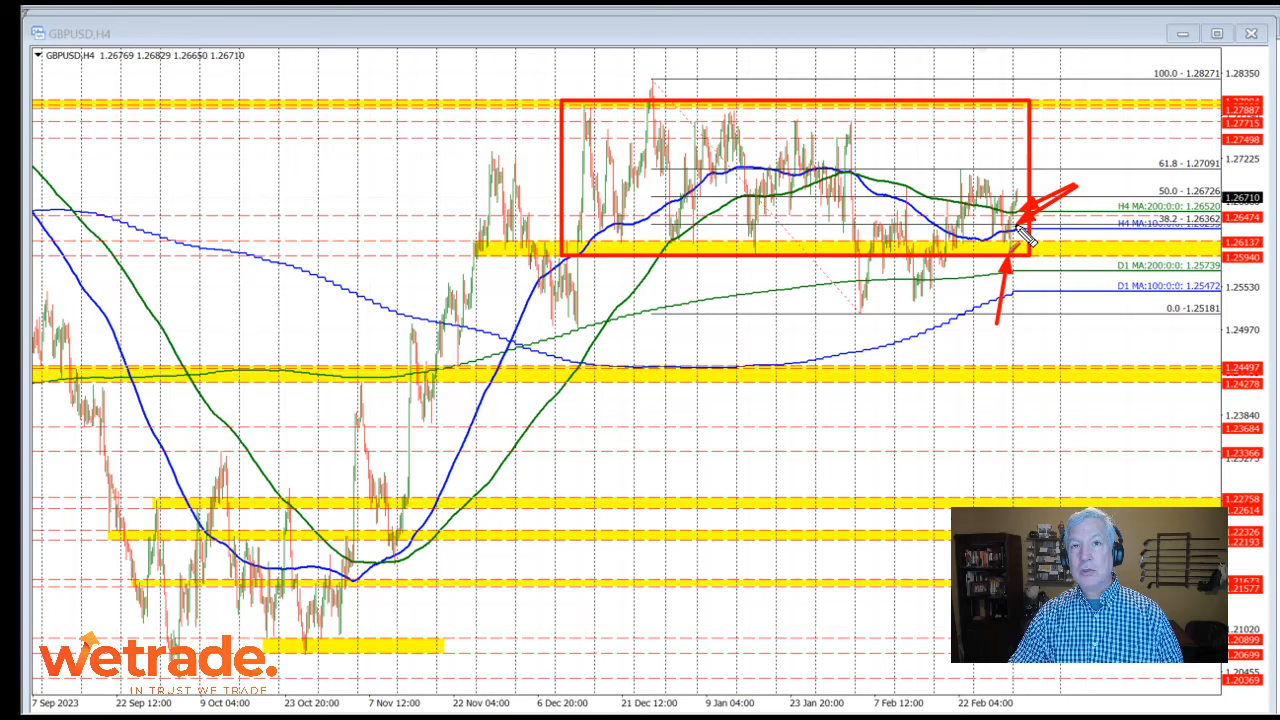 GBPUSD,H4
GBPUSD,H4 1.26769 1.26829 1.26650 1.26710
100.0 - 1.28271
1.28350
1.27887
1.27715
1.27498
61.8 - 1.27091
1.27225
50.0 - 1.26726
1.26710
H4 MA:200:0:0: 1.26520
1.26474
38.2 - 1.26362
1.26137
1.25940
D1 MA:200:0:0: 1.25739
D1 MA:100:0:0: 1.25472
1.25530
0.0 -1.25181
1.24970
1.24497
1.24278
1.23840
1.23684
1.23366
1.22758
1.22614
1.22326
1.22193
1.21577
1.21020
1.20899
1.20699
1.20369
wetrade.
IN TRUST WE TRADE
7 Sep 2023
22 Sep 12:00
9 Oct 04:00
23 Oct 20:00
7 Nov 12:00
22 Nov 04:00
6 Dec 20:00
21 Dec 12:00
9 Jan 04:00
23 Jan 20:00
7 Feb 12:00
22 Feb 04:00